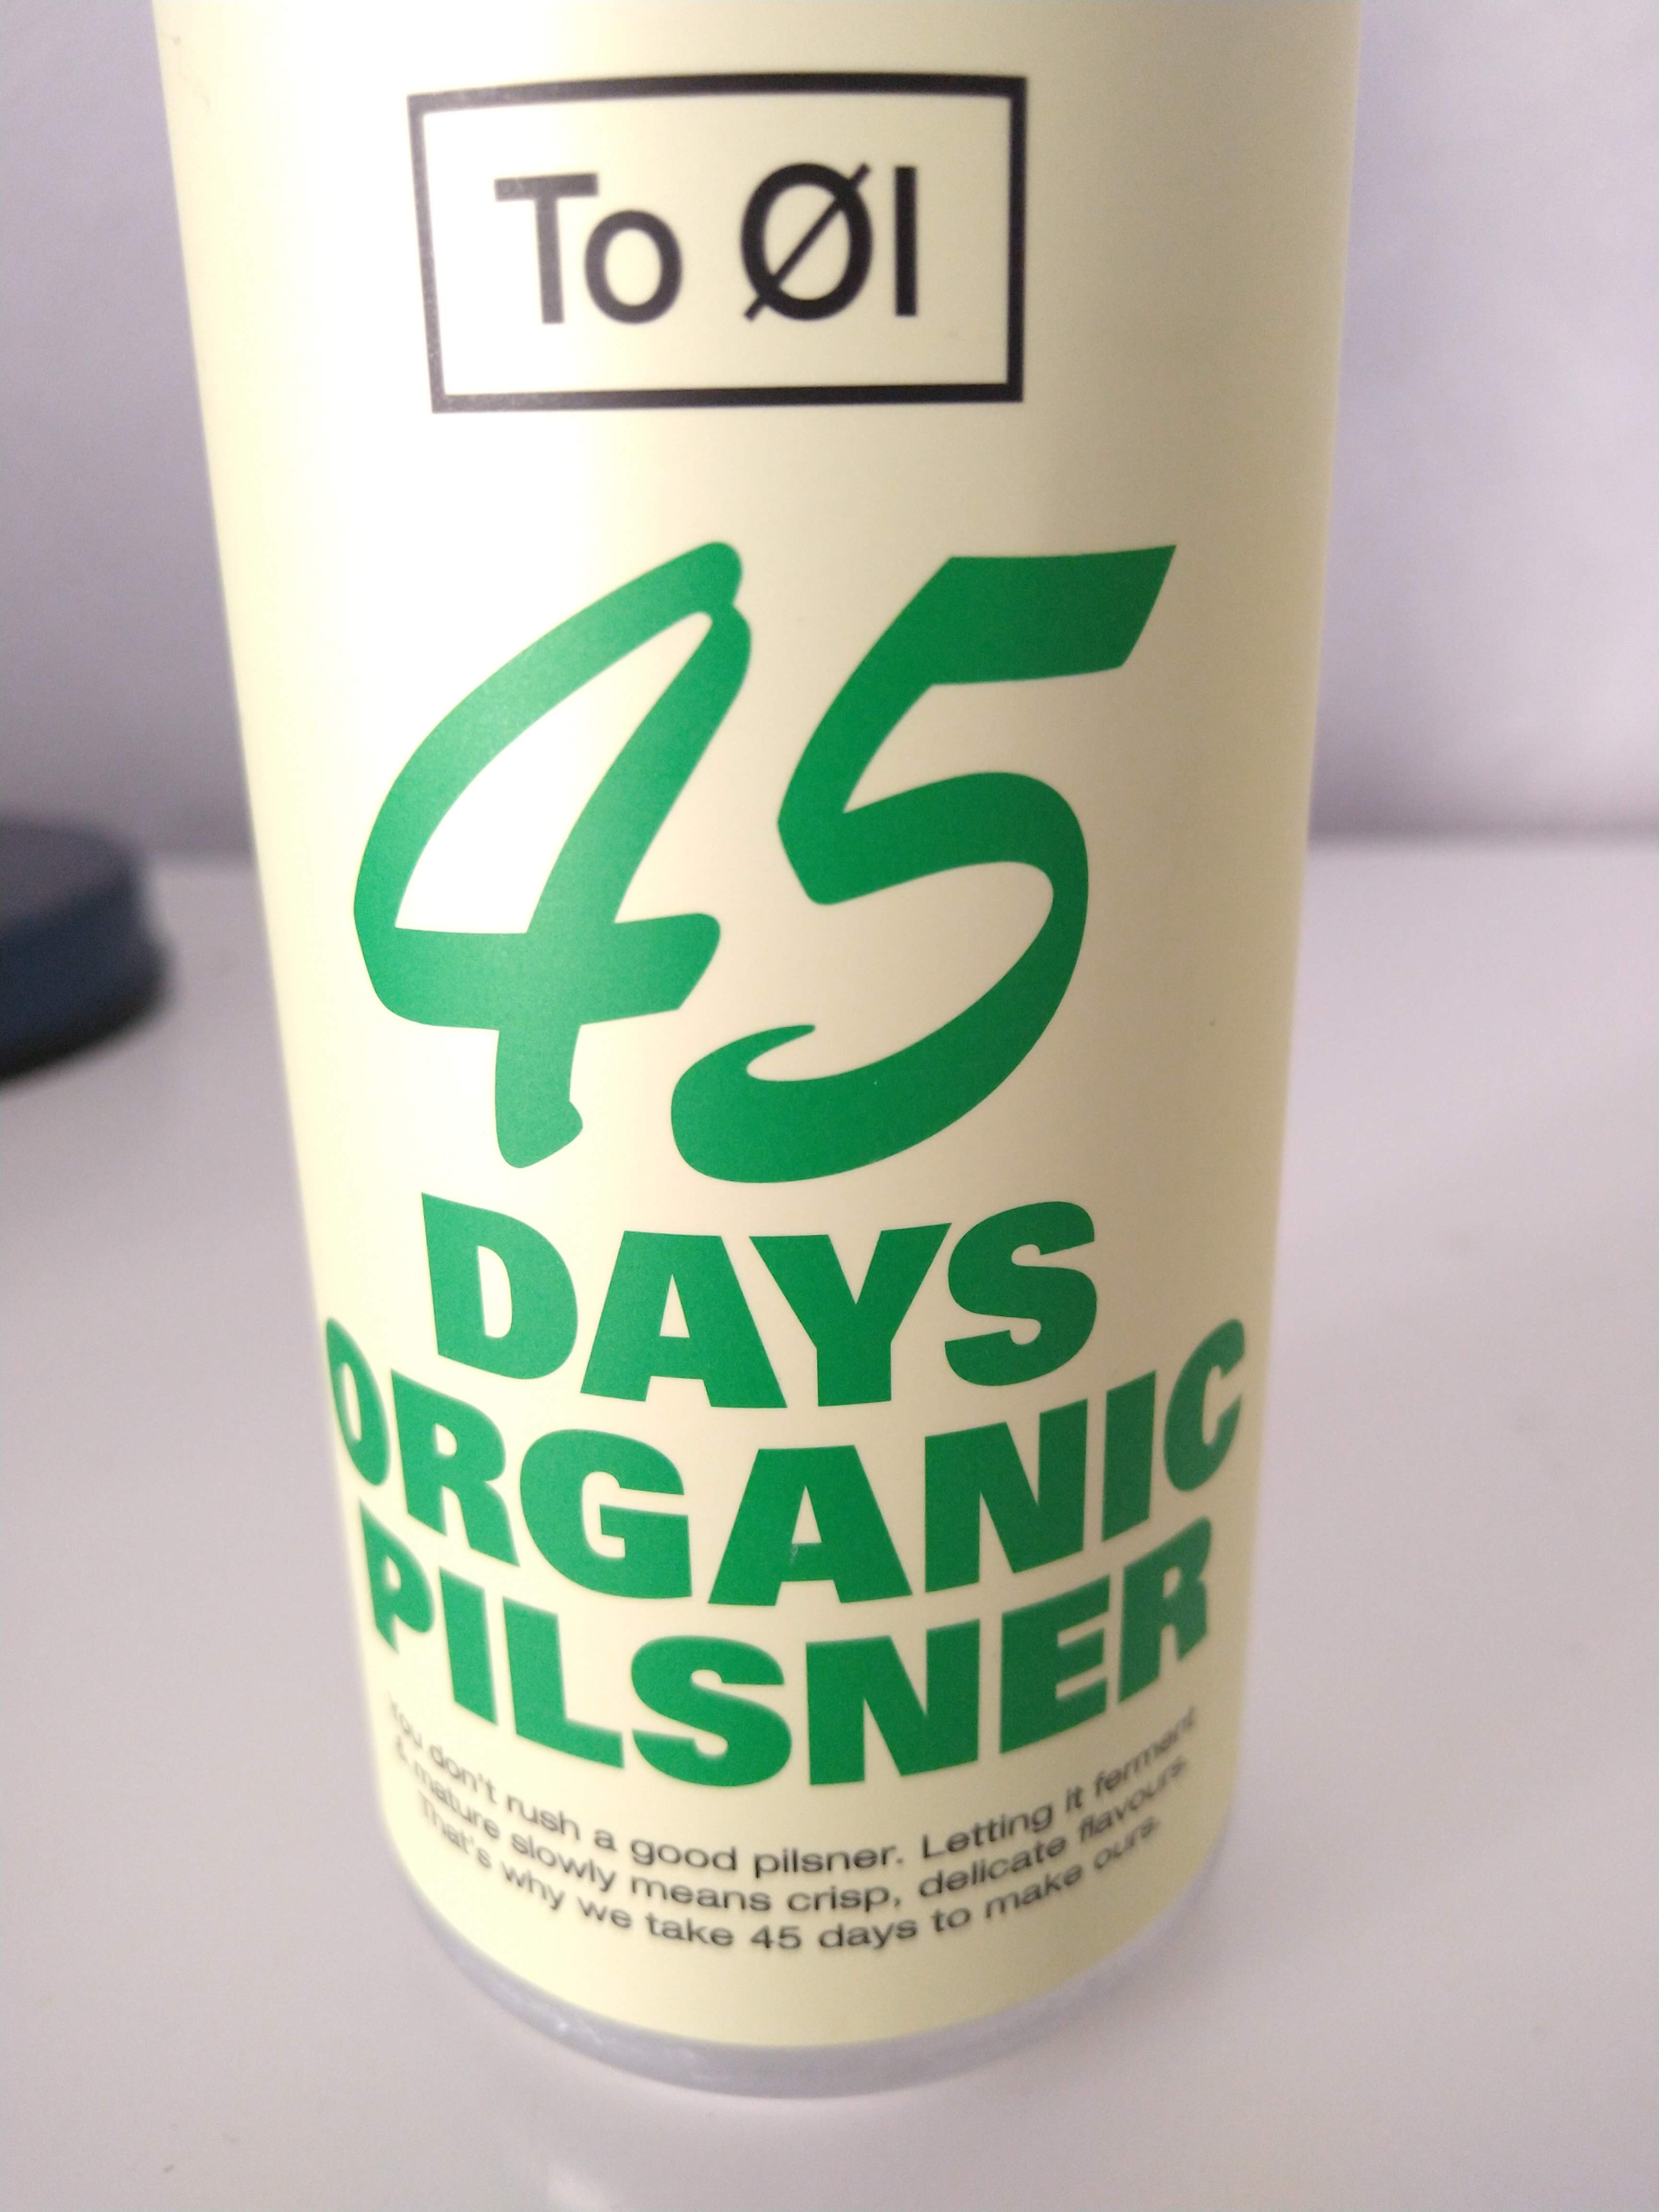 To Øl
45
DAYS
ORGANIC
PILSNER
You don't rush a good pilsner. Letting it ferment
& mature slowly means crisp, delicate flavours.
That's why we take 45 days to make ours.